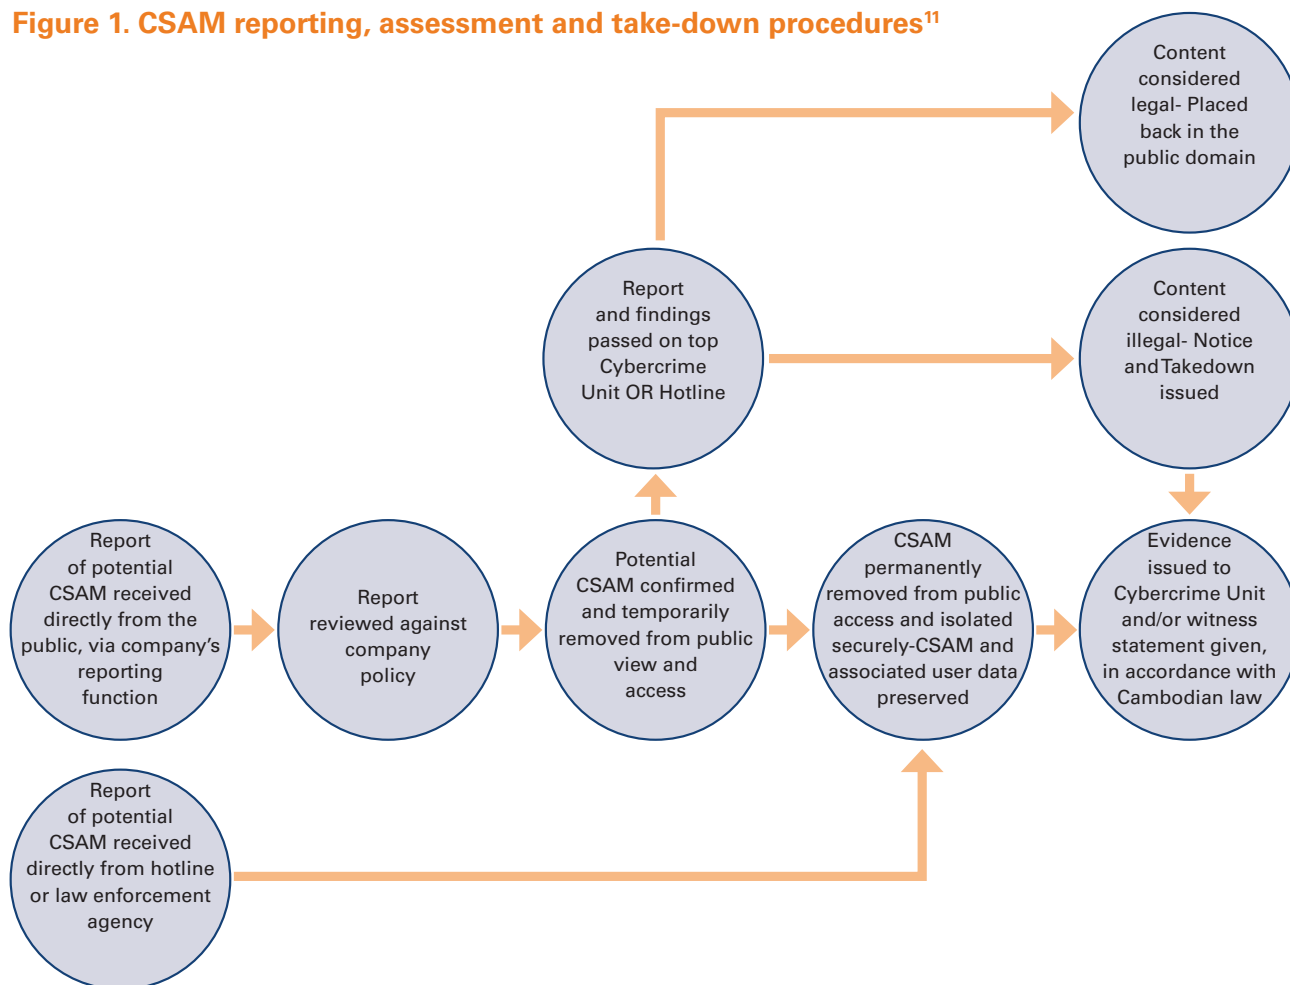 Figure 1. CSAM reporting, assessment and take-down procedures11
Content
considered
legal- Placed
back in the
public domain
Report
and findings
passed on top
Cybercrime
Unit OR Hotline
Content
considered
illegal- Notice
and Takedown
issued
Report
of potential
CSAM received
directly from the
public, via company’s
reporting
function
Report
reviewed against
company
policy
Potential
CSAM confirmed
and temporarily
removed from public
view and
access
CSAM
permanently
removed from public
access and isolated
securely-CSAM and
associated user data
preserved
Evidence
issued to
Cybercrime Unit
and/or witness
statement given,
in accordance with
Cambodian law
Report
of potential
CSAM received
directly from hotline
or law enforcement
agency